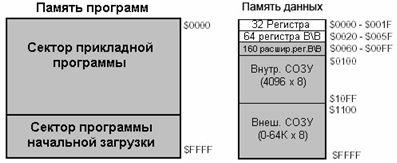 Память программ
$0000
Сектор прикладной
программы
Сектор программы
начальной загрузки
$FFFF
Память данных
32 Регистра
$0000 - $001F
64 регистра В\В
$0020 - $005F
160 расшир.рег.В\В
$0060 - $00FF
$0100
Внутр. СОЗУ
(4096 x 8)
$10FF
$1100
Внеш. СОЗУ
(0-64К x 8)
$FFFF